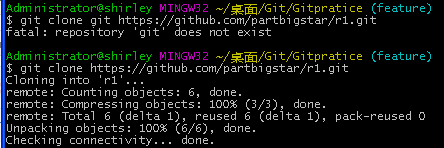 Administrator@shirley MINGW32 ~/桌面/Git/Gitpratice (feature)
$ git clone git https://github.com/partbigstar/r1.git
fatal: repository 'git' does not exist
Administrator@shirley MINGW32 ~/桌面/Git/Gitpratice (feature)
$ git clone https://github.com/partbigstar/r1.git
Cloning into 'r1'...
remote: Counting objects: 6, done.
remote: Compressing objects: 100% (3/3), done.
remote: Total 6 (delta 1), reused 6 (delta 1), pack-reused 0
Unpacking objects: 100% (6/6), done.
Checking connectivity... done.